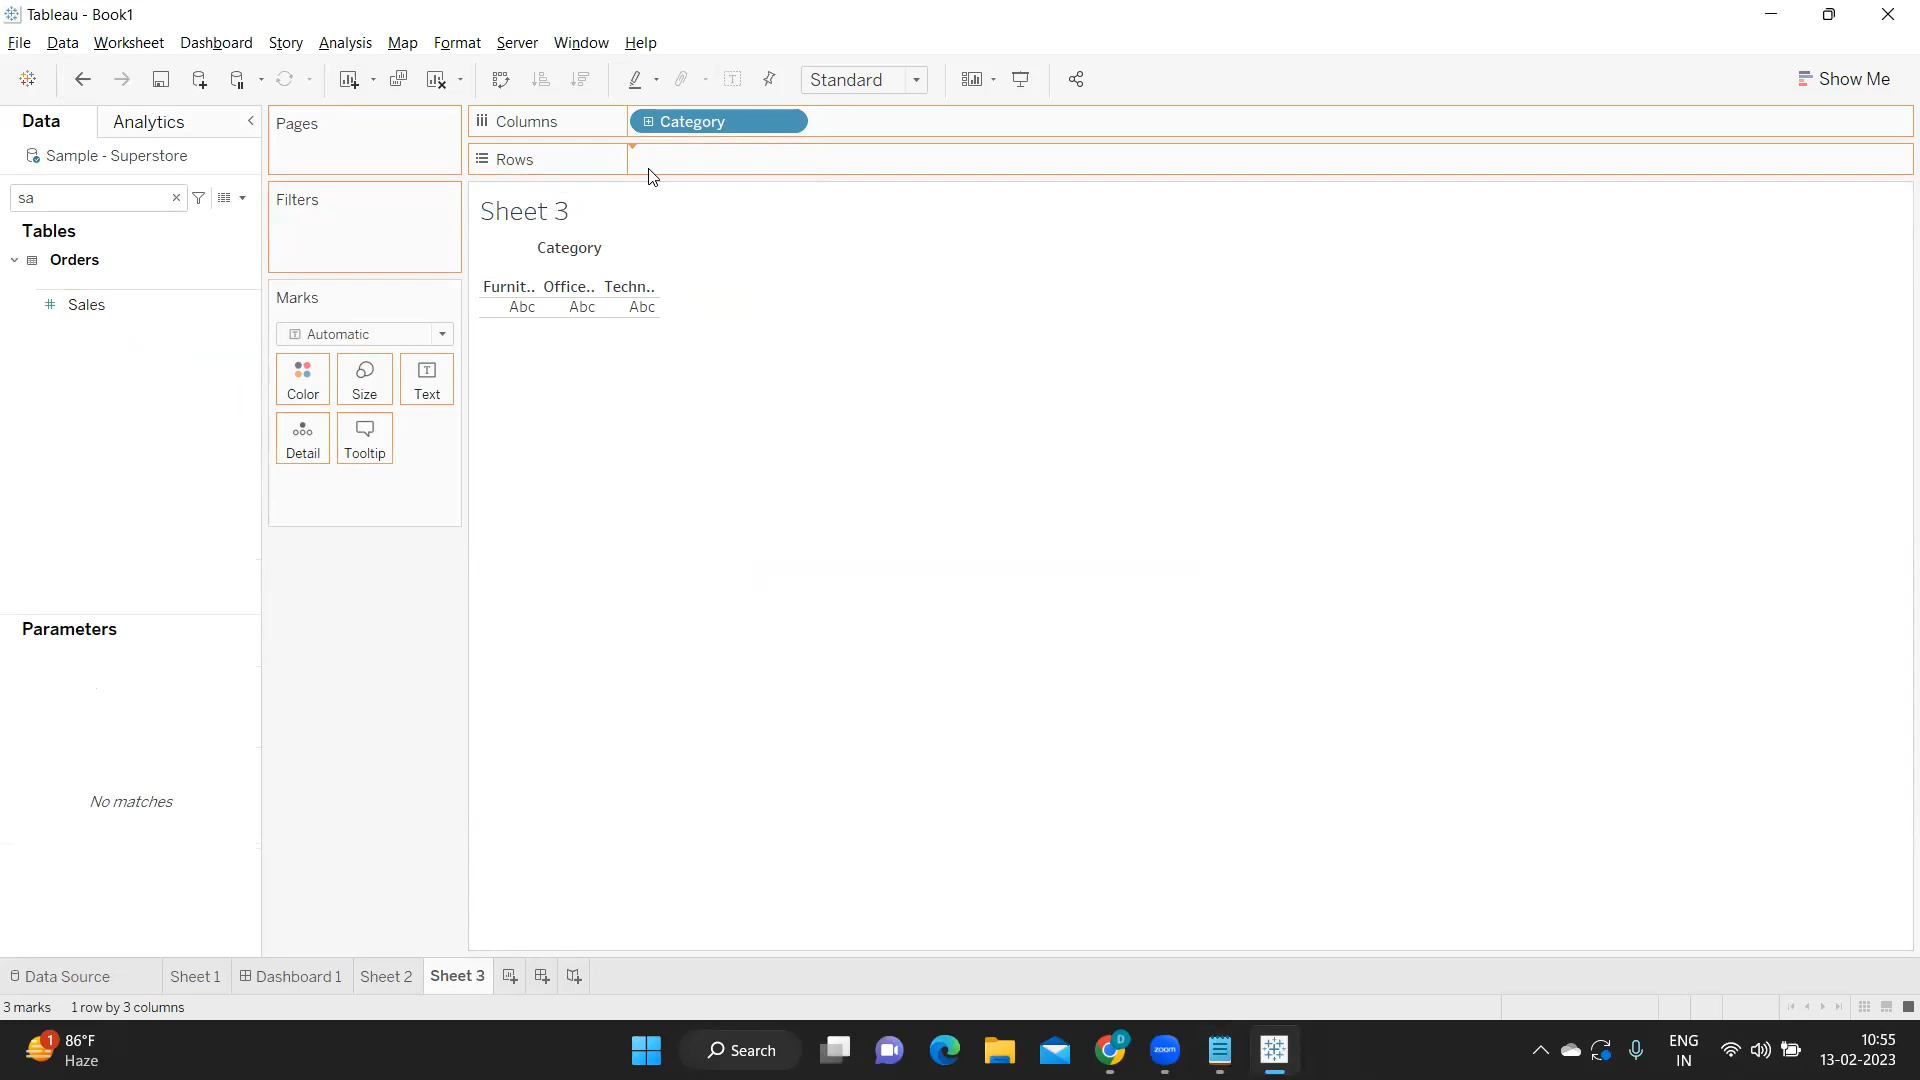 Tableau - Book1
File Data Worksheet Dashboard Story Analysis Map Format Server Window Help
Standard
Show Me
Data Analytics
Sample - Superstore
sa
Tables
Orders
Sales
Parameters
No matches
Pages
Filters
Marks
Automatic
Color Size Text
Detail Tooltip
Columns Category
Rows
Sheet 3
Category
Furnit.. Office.. Techn..
Abc Abc Abc
Data Source Sheet 1 Dashboard 1 Sheet 2 Sheet 3
3 marks 1 row by 3 columns
1 86°F
Haze
Search
D
zoom
ENG
IN
10:55
13-02-2023